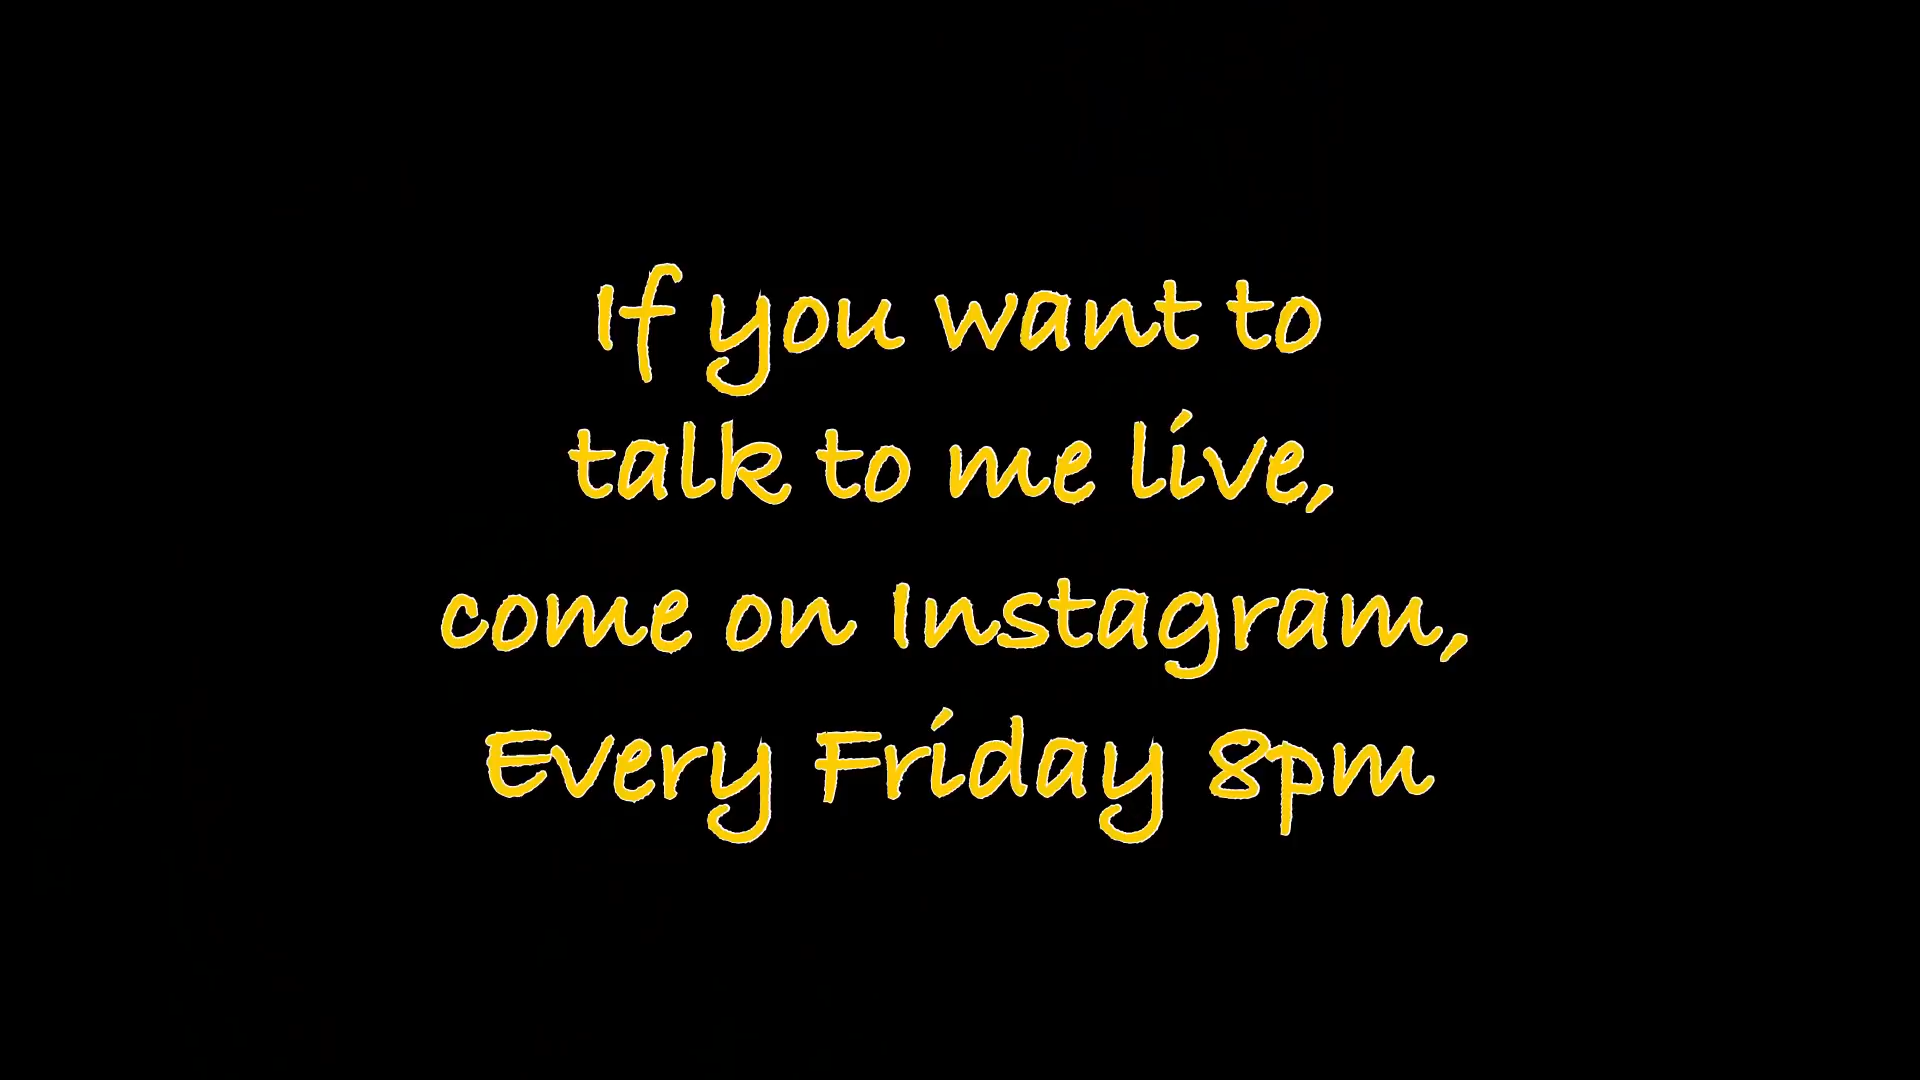 If you want to
talk to me live,
come on Instagram,
Every Friday 8pm